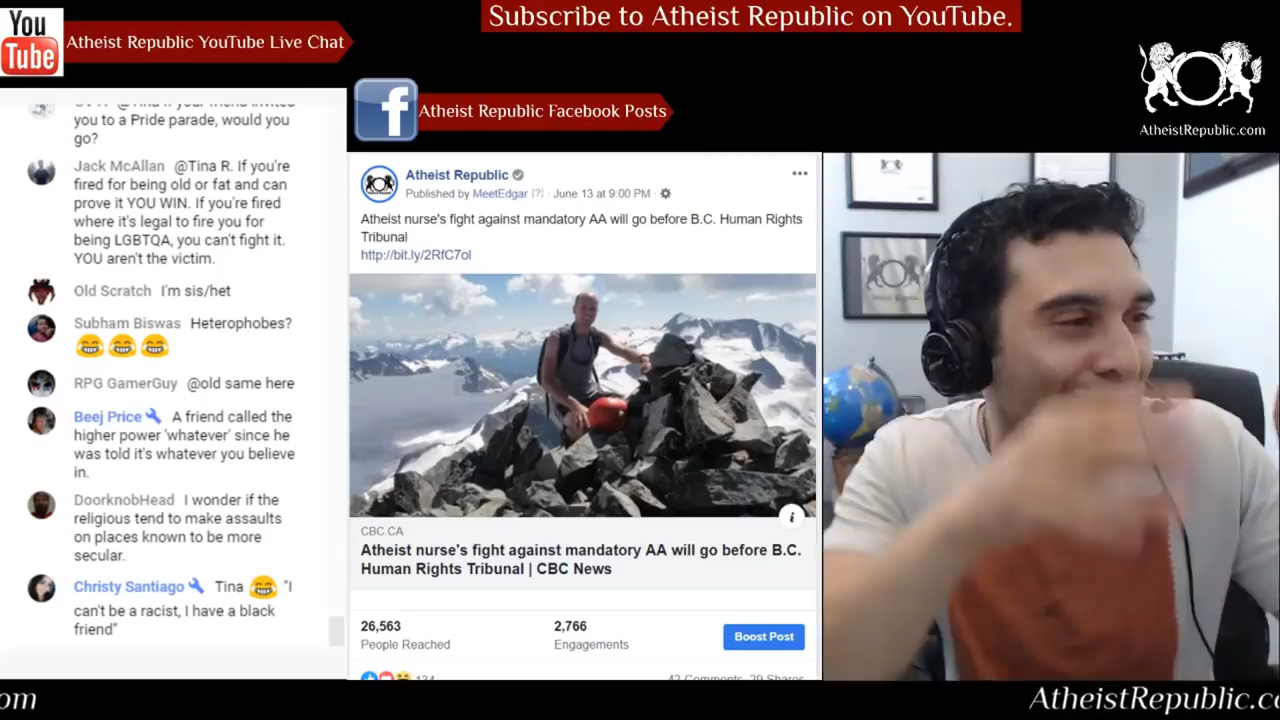 Subscribe to Atheist Republic on YouTube.
You
Tube
Atheist Republic YouTube Live Chat
AtheistRepublic.com
f
Atheist Republic Facebook Posts
you to a Pride parade, would you
go?
Jack McAllan @Tina R. If you're
fired for being old or fat and can
prove it YOU WIN. If you're fired
where it's legal to fire you for
being LGBTQA, you can't fight it.
YOU aren't the victim.
Old Scratch I'm sis/het
Subham Biswas Heterophobes?
😂 😂 😂
RPG GamerGuy @old same here
Beej Price A friend called the
higher power 'whatever' since he
was told it's whatever you believe
in.
DoorknobHead I wonder if the
religious tend to make assaults
on places known to be more
secular.
Christy Santiago Tina 😂 "I
can't be a racist, I have a black
friend"
Atheist Republic
Published by MeetEdgar [?] · June 13 at 9:00 PM ·
Atheist nurse's fight against mandatory AA will go before B.C. Human Rights
Tribunal
http://bit.ly/2RfC7ol
i
CBC.CA
Atheist nurse's fight against mandatory AA will go before B.C.
Human Rights Tribunal | CBC News
26,563
People Reached
2,766
Engagements
Boost Post
134
43 Comments 29 Shares
om
AtheistRepublic.c